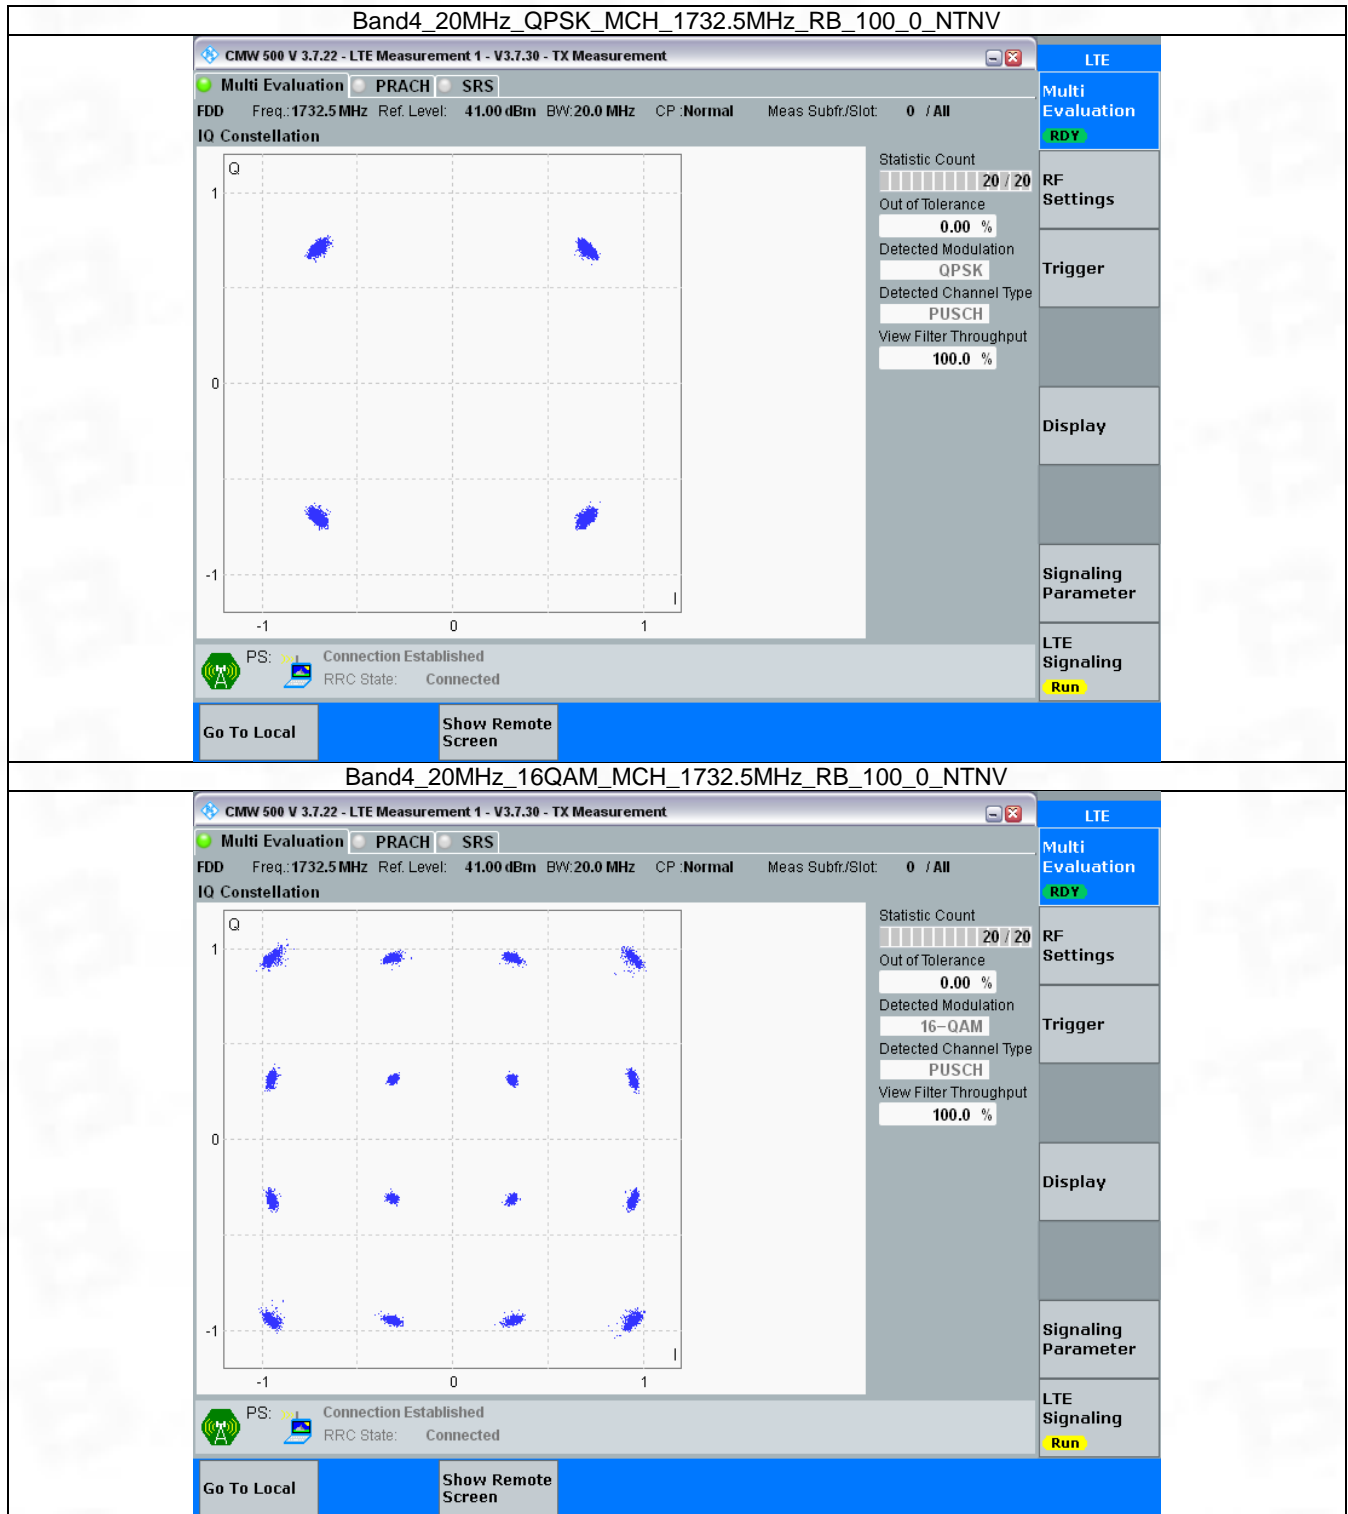 Band4_20MHz_QPSK_MCH_1732.5MHz_RB_100_0_NTNV
CMW 500 V 3.7.22 - LTE Measurement 1 - V3.7.30 - TX Measurement
LTE
Multi Evaluation PRACH SRS
Multi
Evaluation
RDY
FDD Freq.:1732.5 MHz Ref. Level: 41.00 dBm BW:20.0 MHz CP :Normal Meas Subfr./Slot: 0 / All
IQ Constellation
Q
1
0
-1
I
-1 0 1
Statistic Count
20 / 20
Out of Tolerance
0.00 %
Detected Modulation
QPSK
Detected Channel Type
PUSCH
View Filter Throughput
100.0 %
RF
Settings
Trigger
Display
Signaling
Parameter
LTE
Signaling
Run
PS: Connection Established
RRC State: Connected
Go To Local
Show Remote
Screen
Band4_20MHz_16QAM_MCH_1732.5MHz_RB_100_0_NTNV
CMW 500 V 3.7.22 - LTE Measurement 1 - V3.7.30 - TX Measurement
LTE
Multi Evaluation PRACH SRS
Multi
Evaluation
RDY
FDD Freq.:1732.5 MHz Ref. Level: 41.00 dBm BW:20.0 MHz CP :Normal Meas Subfr./Slot: 0 / All
IQ Constellation
Q
1
0
-1
I
-1 0 1
Statistic Count
20 / 20
Out of Tolerance
0.00 %
Detected Modulation
16-QAM
Detected Channel Type
PUSCH
View Filter Throughput
100.0 %
RF
Settings
Trigger
Display
Signaling
Parameter
LTE
Signaling
Run
PS: Connection Established
RRC State: Connected
Go To Local
Show Remote
Screen